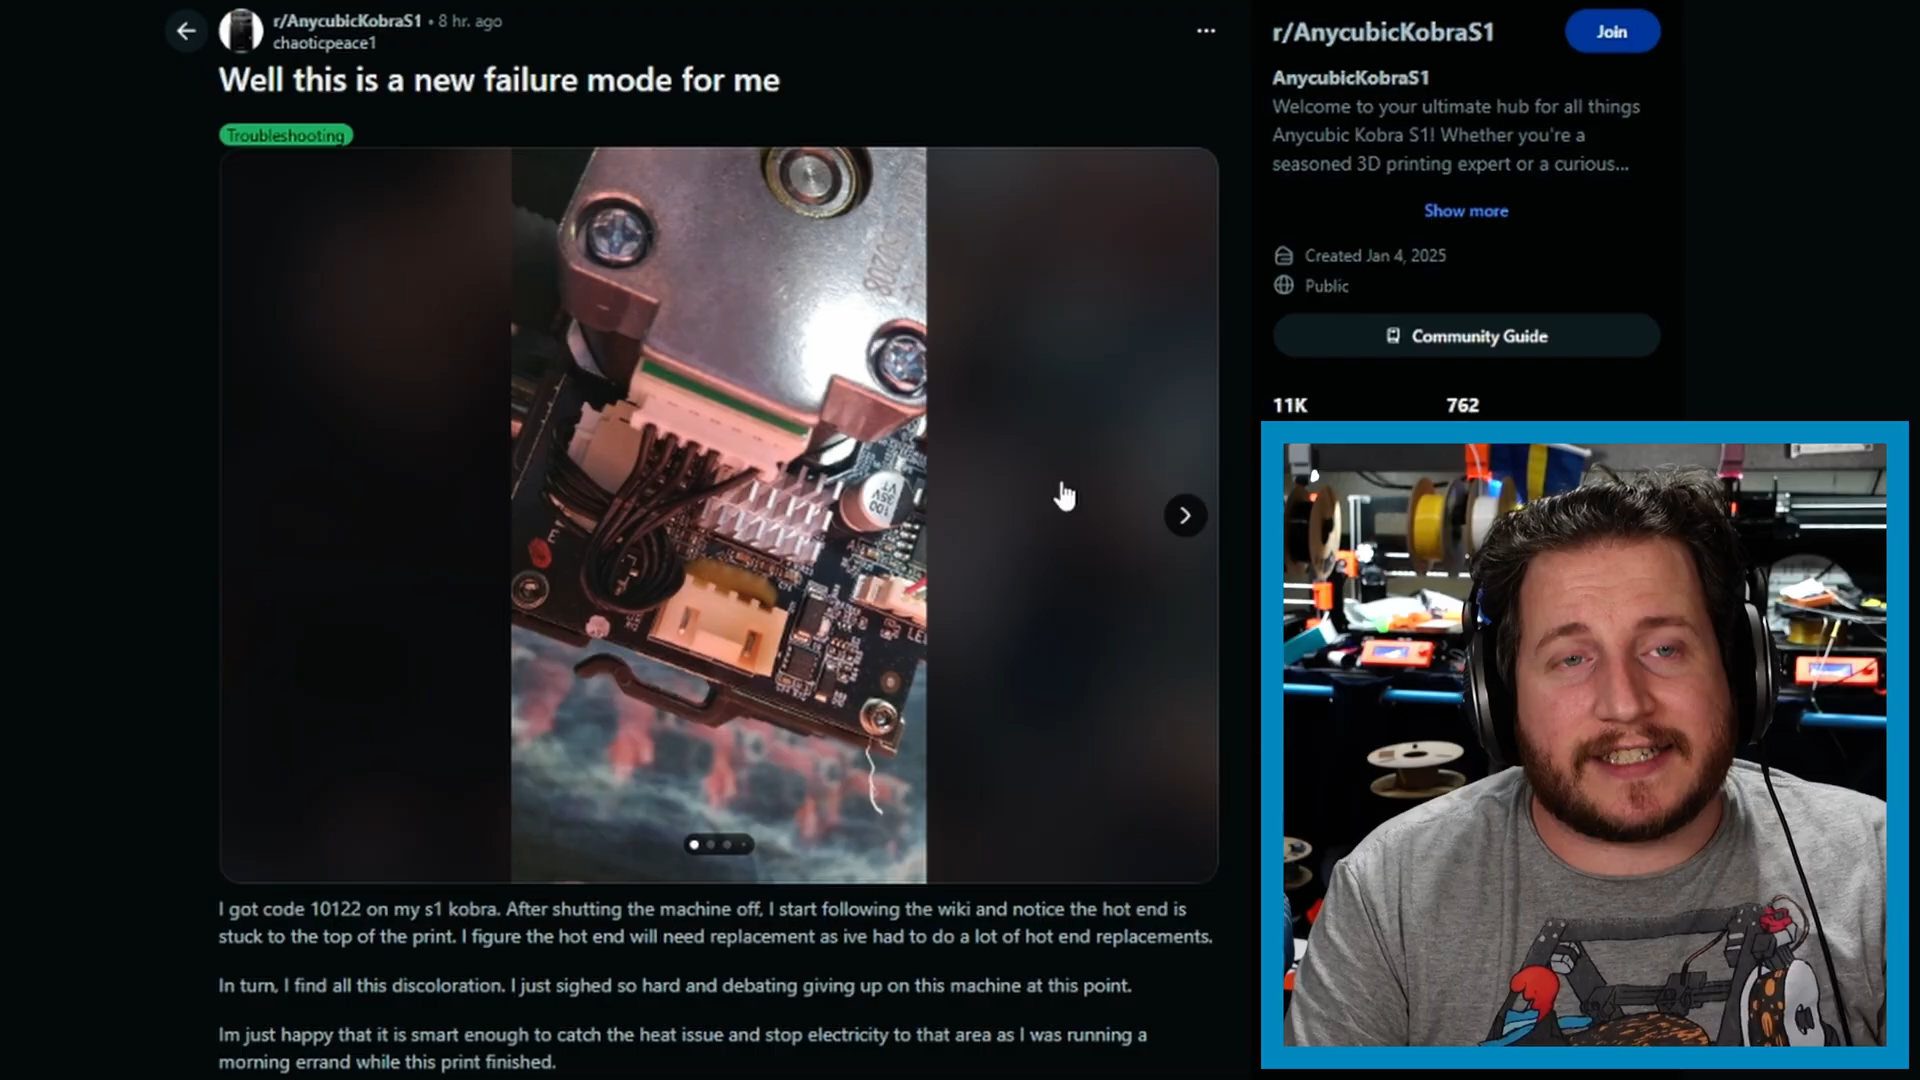 r/AnycubicKobraS1 • 8 hr. ago
chaoticpeace1
Well this is a new failure mode for me
Troubleshooting
I got code 10122 on my s1 kobra. After shutting the machine off, I start following the wiki and notice the hot end is
stuck to the top of the print. I figure the hot end will need replacement as ive had to do a lot of hot end replacements.
In turn, I find all this discoloration. I just sighed so hard and debating giving up on this machine at this point.
Im just happy that it is smart enough to catch the heat issue and stop electricity to that area as I was running a
morning errand while this print finished.
100
35V
VT
r/AnycubicKobraS1
Join
AnycubicKobraS1
Welcome to your ultimate hub for all things
Anycubic Kobra S1! Whether you're a
seasoned 3D printing expert or a curious...
Show more
Created Jan 4, 2025
Public
Community Guide
11K 762